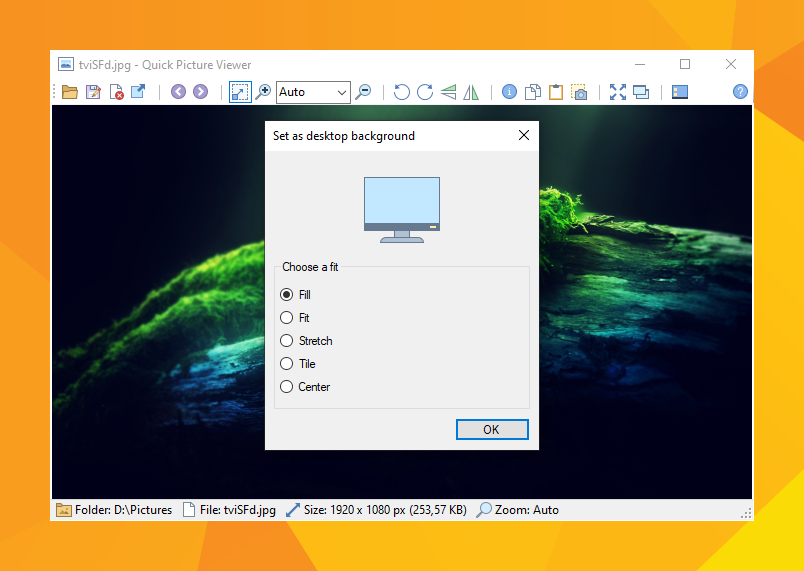 tviSFd.jpg - Quick Picture Viewer
Auto
Set as desktop background
Choose a fit
Fill
Fit
Stretch
Tile
Center
OK
Folder: D:\Pictures File: tviSFd.jpg Size: 1920 x 1080 px (253,57 KB) Zoom: Auto